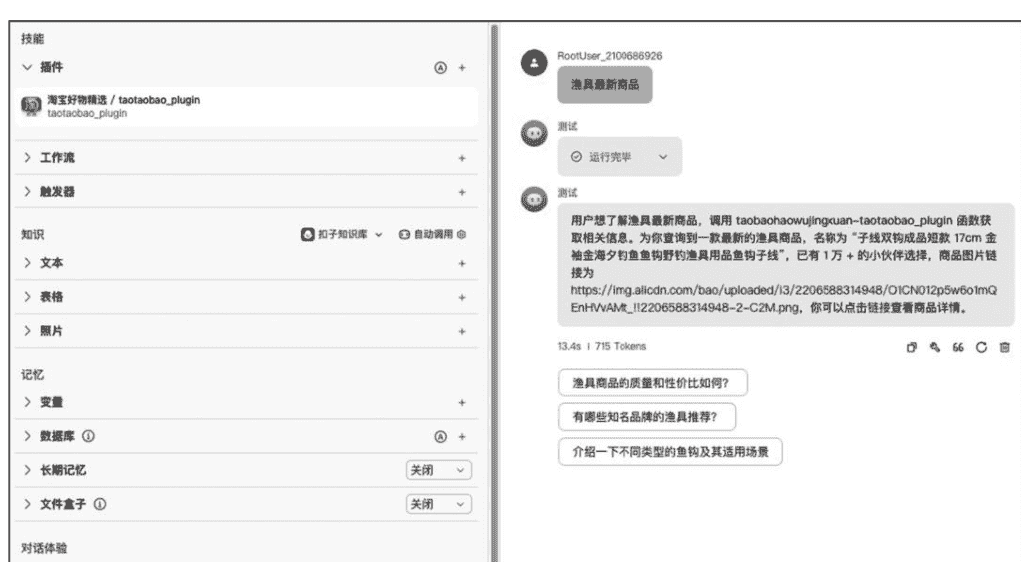 技能
插件
淘宝好物精选 / taotaobao_plugin
taotaobao_plugin
工作流
触发器
知识
扣子知识库 自动调用
文本
表格
照片
记忆
变量
数据库
长期记忆 关闭
文件盒子 关闭
对话体验
RootUser_2100686926
渔具最新商品
测试
运行完毕
测试
用户想了解渔具最新商品，调用 taobaohaowujingxuan-taotaobao_plugin 函数获
取相关信息。为你查询到一款最新的渔具商品，名称为“子线双钩成品短款 17cm 金
袖金海夕钓鱼鱼钩野钓渔具用品鱼钩子线”，已有 1 万 + 的小伙伴选择，商品图片链
接为
https://img.alicdn.com/bao/uploaded/i3/2206588314948/O1CN012p5w6o1mQ
EnHVvAMt_!!2206588314948-2-C2M.png，你可以点击链接查看商品详情。
13.4s | 715 Tokens
渔具商品的质量和性价比如何？
有哪些知名品牌的渔具推荐？
介绍一下不同类型的鱼钩及其适用场景